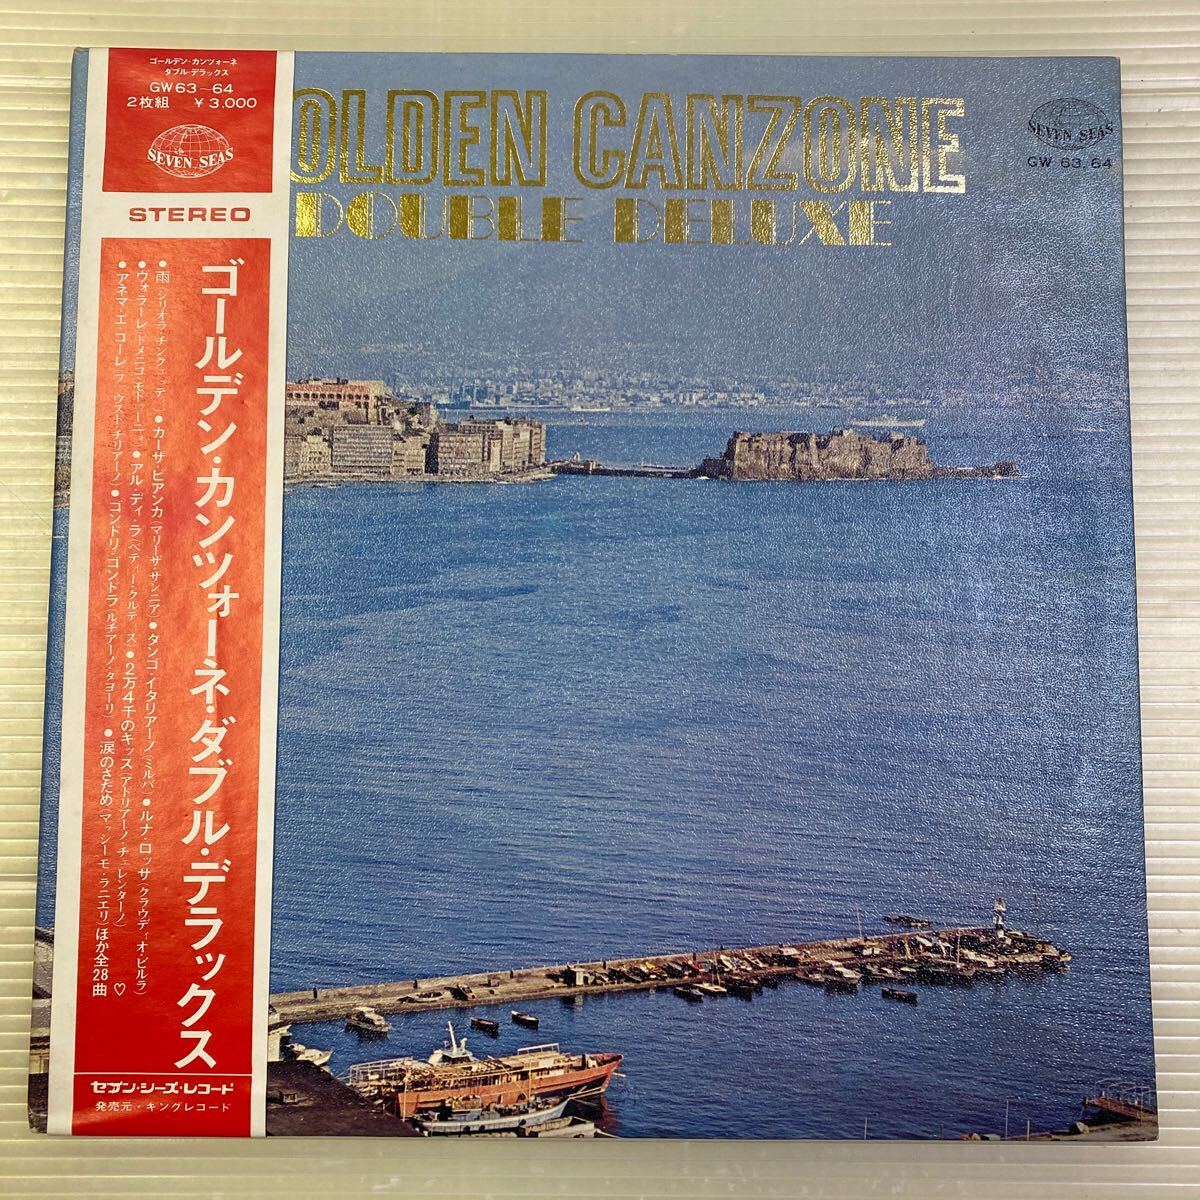 ゴールデン・カンツォーネ
ダブル・デラックス
GW63〜64
2枚組 ¥3,000
SEVEN SEAS
STEREO
ゴールデン・カンツォーネ・ダブル・デラックス
●雨(シリオラ・チンクェッティ)●カーザ・ビアンカ(マリーザ・サンニア)●タンゴ・イタリアーノ(ミルバ)●ルナ・ロッサ(クラウディオ・ビルラ)
●ヴォラーレ(ドメニコ・モドゥーニョ)●アル・ディ・ラ(ベティー・クルティス)●2万4千のキッス(アドリアーノ・チェレンターノ)
●アネマ・エ・コーレ( チリアーノ)●コンドリ・ゴンドラ(ルチアーノ・タヨーリ)●涙のさだめ(マッシーモ・ラニエリ)ほか全28曲 ♡
セブン・シーズ・レコード
発売元・キングレコード
OLDEN CANZONE
DOUBLE DELUXE
SEVEN SEAS
GW 63.64